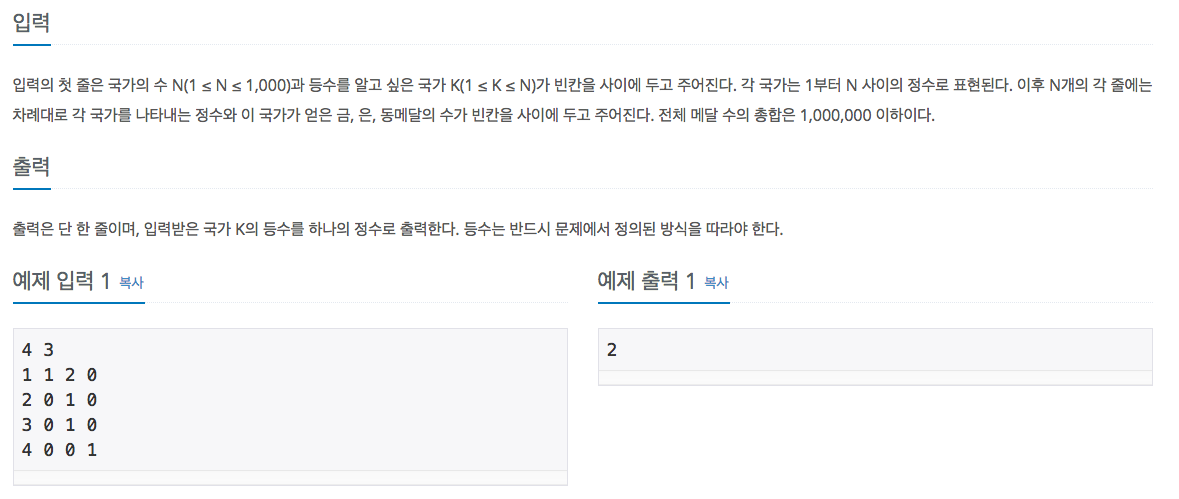 입력
입력의 첫 줄은 국가의 수 N(1 ≤ N ≤ 1,000)과 등수를 알고 싶은 국가 K(1 ≤ K ≤ N)가 빈칸을 사이에 두고 주어진다. 각 국가는 1부터 N 사이의 정수로 표현된다. 이후 N개의 각 줄에는
차례대로 각 국가를 나타내는 정수와 이 국가가 얻은 금, 은, 동메달의 수가 빈칸을 사이에 두고 주어진다. 전체 메달 수의 총합은 1,000,000 이하이다.
출력
출력은 단 한 줄이며, 입력받은 국가 K의 등수를 하나의 정수로 출력한다. 등수는 반드시 문제에서 정의된 방식을 따라야 한다.
예제 입력 1 복사
4 3
1 1 2 0
2 0 1 0
3 0 1 0
4 0 0 1
예제 출력 1 복사
2